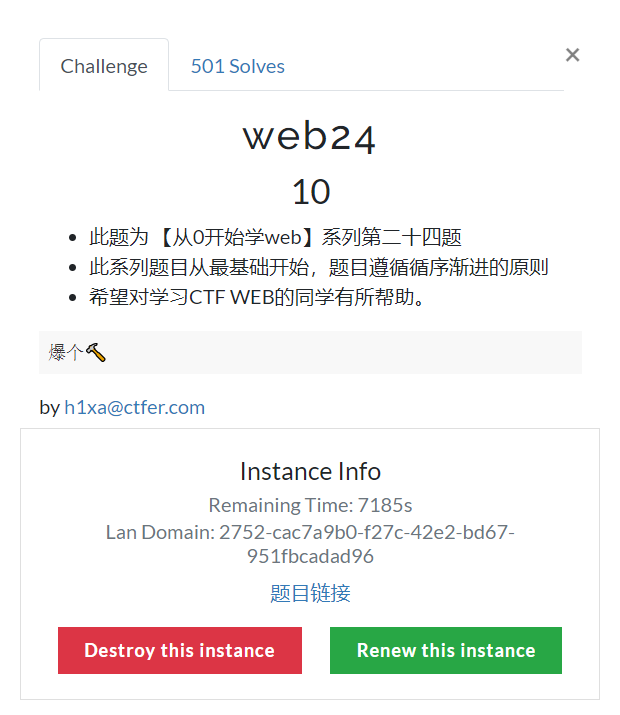 Challenge
501 Solves
×
web24
10
此题为 【从0开始学web】系列第二十四题
此系列题目从最基础开始，题目遵循循序渐进的原则
希望对学习CTF WEB的同学有所帮助。
爆个🔨
by h1xa@ctfer.com
Instance Info
Remaining Time: 7185s
Lan Domain: 2752-cac7a9b0-f27c-42e2-bd67-
951fbcadad96
题目链接
Destroy this instance
Renew this instance